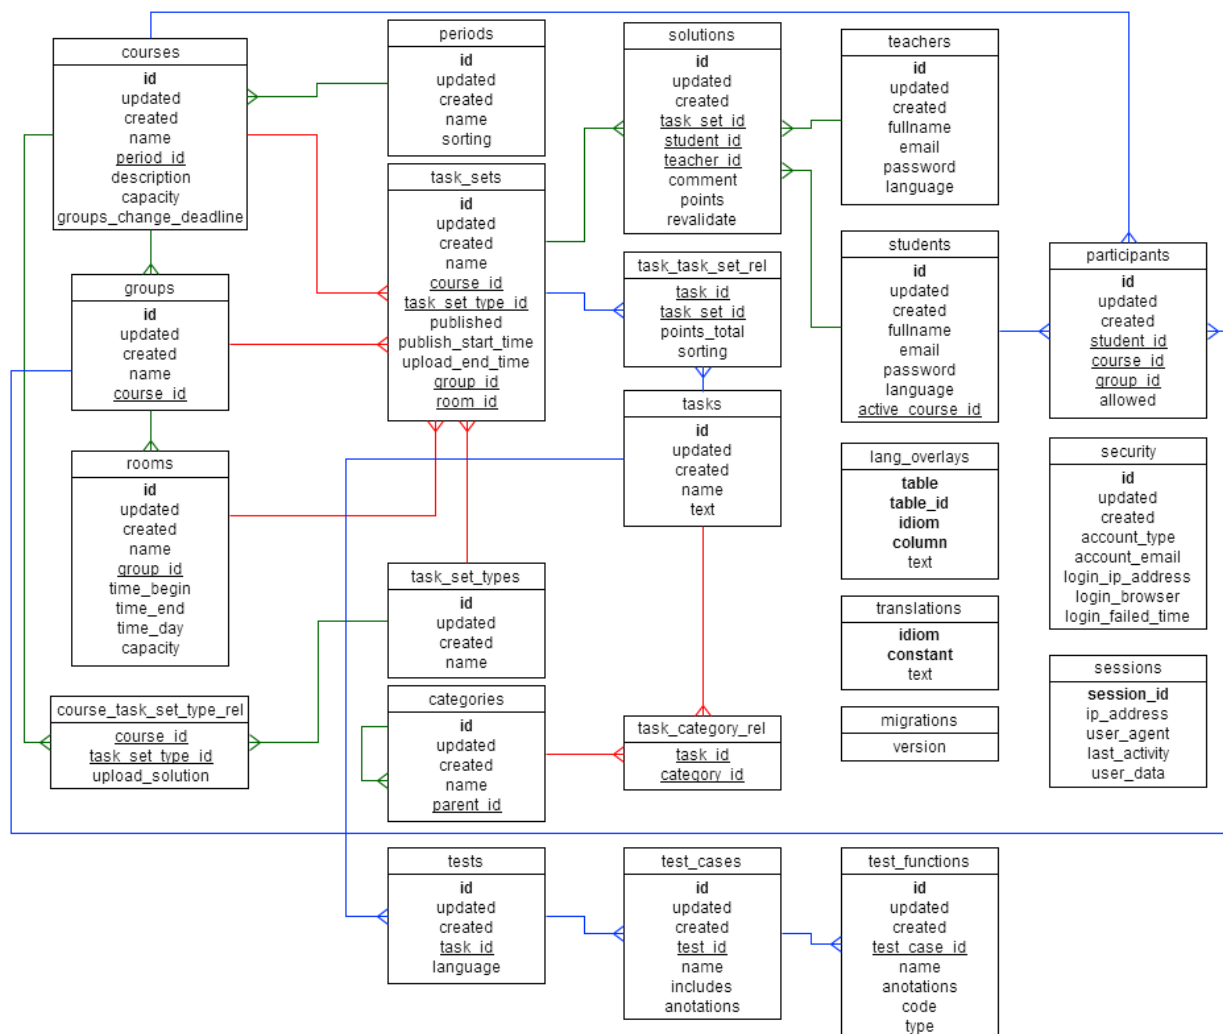 courses
id
updated
created
name
period_id
description
capacity
groups_change_deadline
groups
id
updated
created
name
course_id
rooms
id
updated
created
name
group_id
time_begin
time_end
time_day
capacity
course_task_set_type_rel
course_id
task_set_type_id
upload_solution
periods
id
updated
created
name
sorting
task_sets
id
updated
created
name
course_id
task_set_type_id
published
publish_start_time
upload_end_time
group_id
room_id
task_set_types
id
updated
created
name
categories
id
updated
created
name
parent_id
tests
id
updated
created
task_id
language
solutions
id
updated
created
task_set_id
student_id
teacher_id
comment
points
revalidate
task_task_set_rel
task_id
task_set_id
points_total
sorting
tasks
id
updated
created
name
text
task_category_rel
task_id
category_id
test_cases
id
updated
created
test_id
name
includes
anotations
teachers
id
updated
created
fullname
email
password
language
students
id
updated
created
fullname
email
password
language
active_course_id
lang_overlays
table
table_id
idiom
column
text
translations
idiom
constant
text
migrations
version
test_functions
id
updated
created
test_case_id
name
anotations
code
type
participants
id
updated
created
student_id
course_id
group_id
allowed
security
id
updated
created
account_type
account_email
login_ip_address
login_browser
login_failed_time
sessions
session_id
ip_address
user_agent
last_activity
user_data